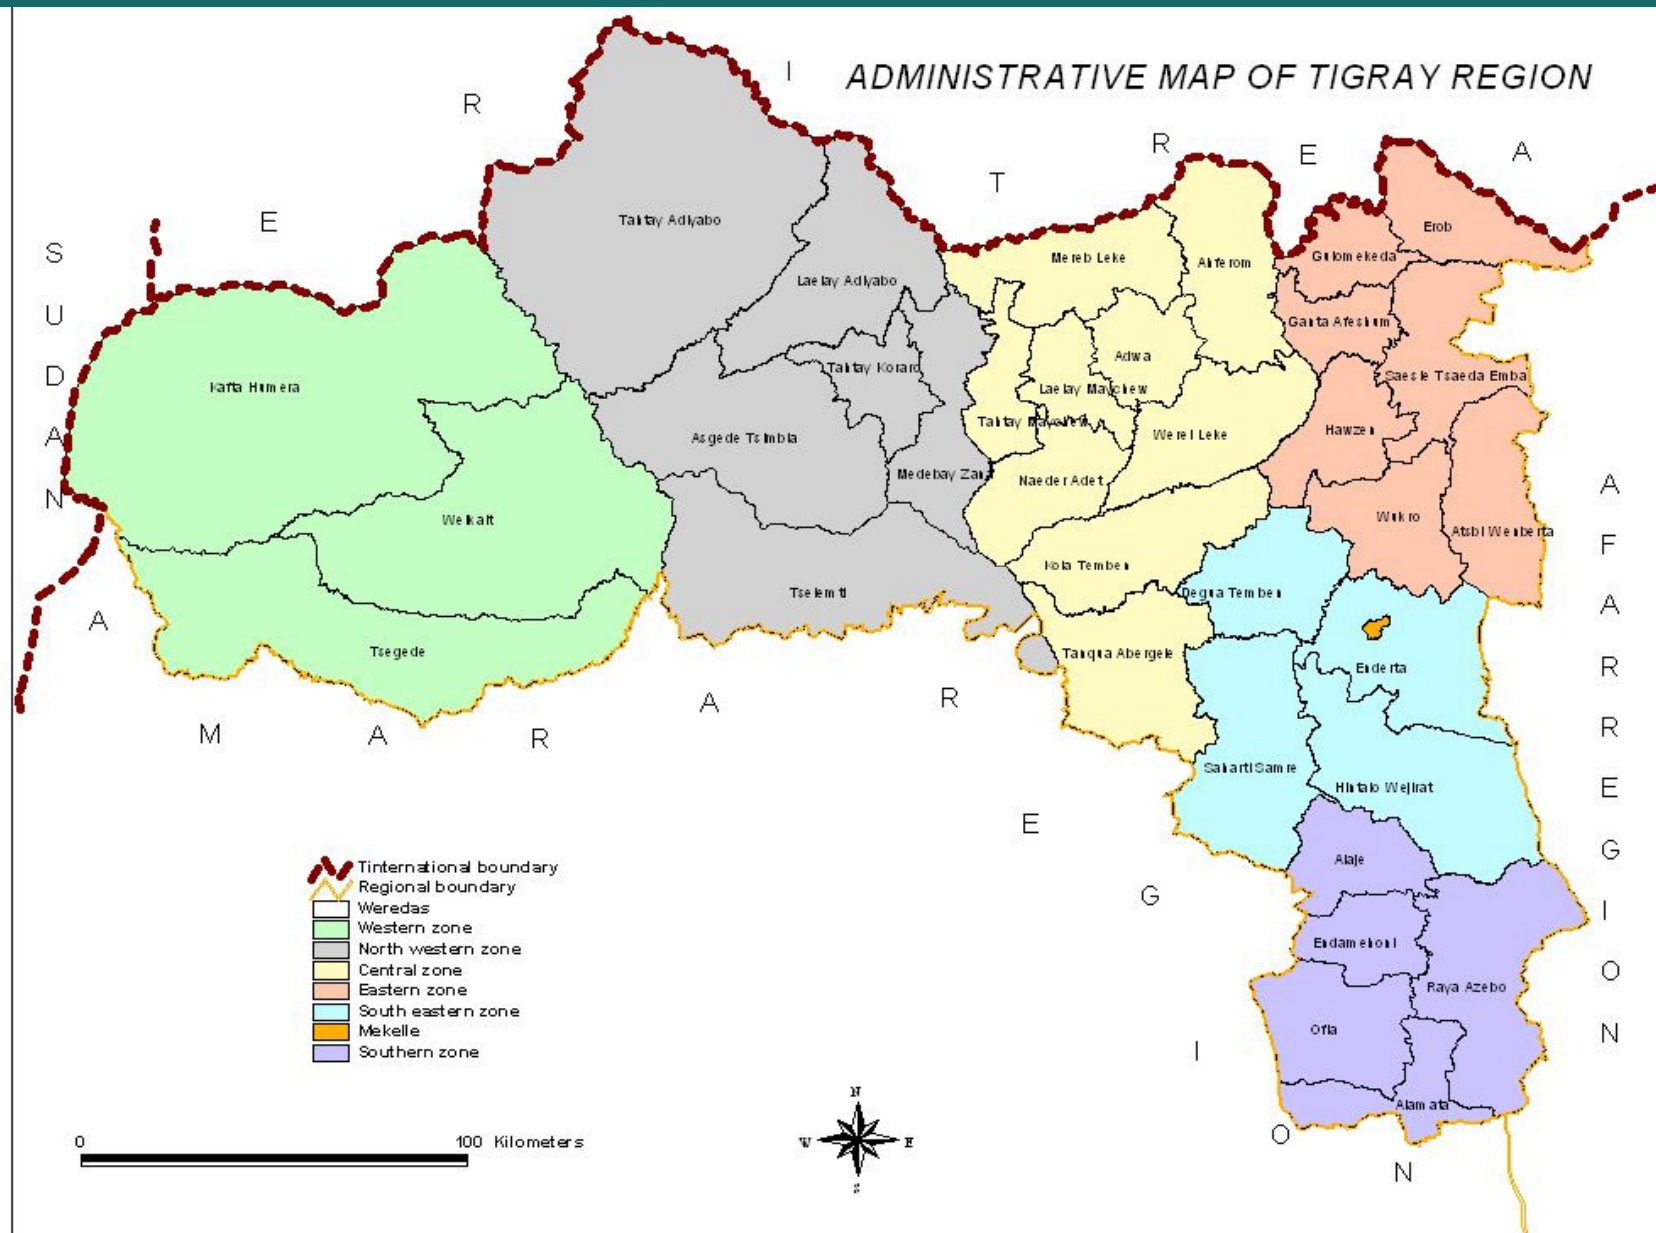 ADMINISTRATIVE MAP OF TIGRAY REGION
E R I T R E A
S U D A N
A M A R A R E G I O N
A F A R R E G I O N
Tahtay Adiyabo
Laelay Adiyabo
Mereb Leke
Ahferom
Gulomekeda
Erob
Ganta Afeshum
Saesie Tsaeda Emba
Kafta Humera
Tahtay Koraro
Adwa
Laelay Maychew
Tahtay Maychew
Werei Leke
Hawzen
Asgede Tsimbla
Medebay Zana
Naeder Adet
Welkait
Wukro
Atsbi Wenberta
Kola Temben
Degua Temben
Tselemti
Tsegede
Tanqua Abergele
Enderta
Saharti Samre
Hintalo Wejirat
Alaje
Endamehoni
Raya Azebo
Ofla
Alamata
Tinternational boundary
Regional boundary
Weredas
Western zone
North western zone
Central zone
Eastern zone
South eastern zone
Mekelle
Southern zone
0 100 Kilometers
N
W E
S